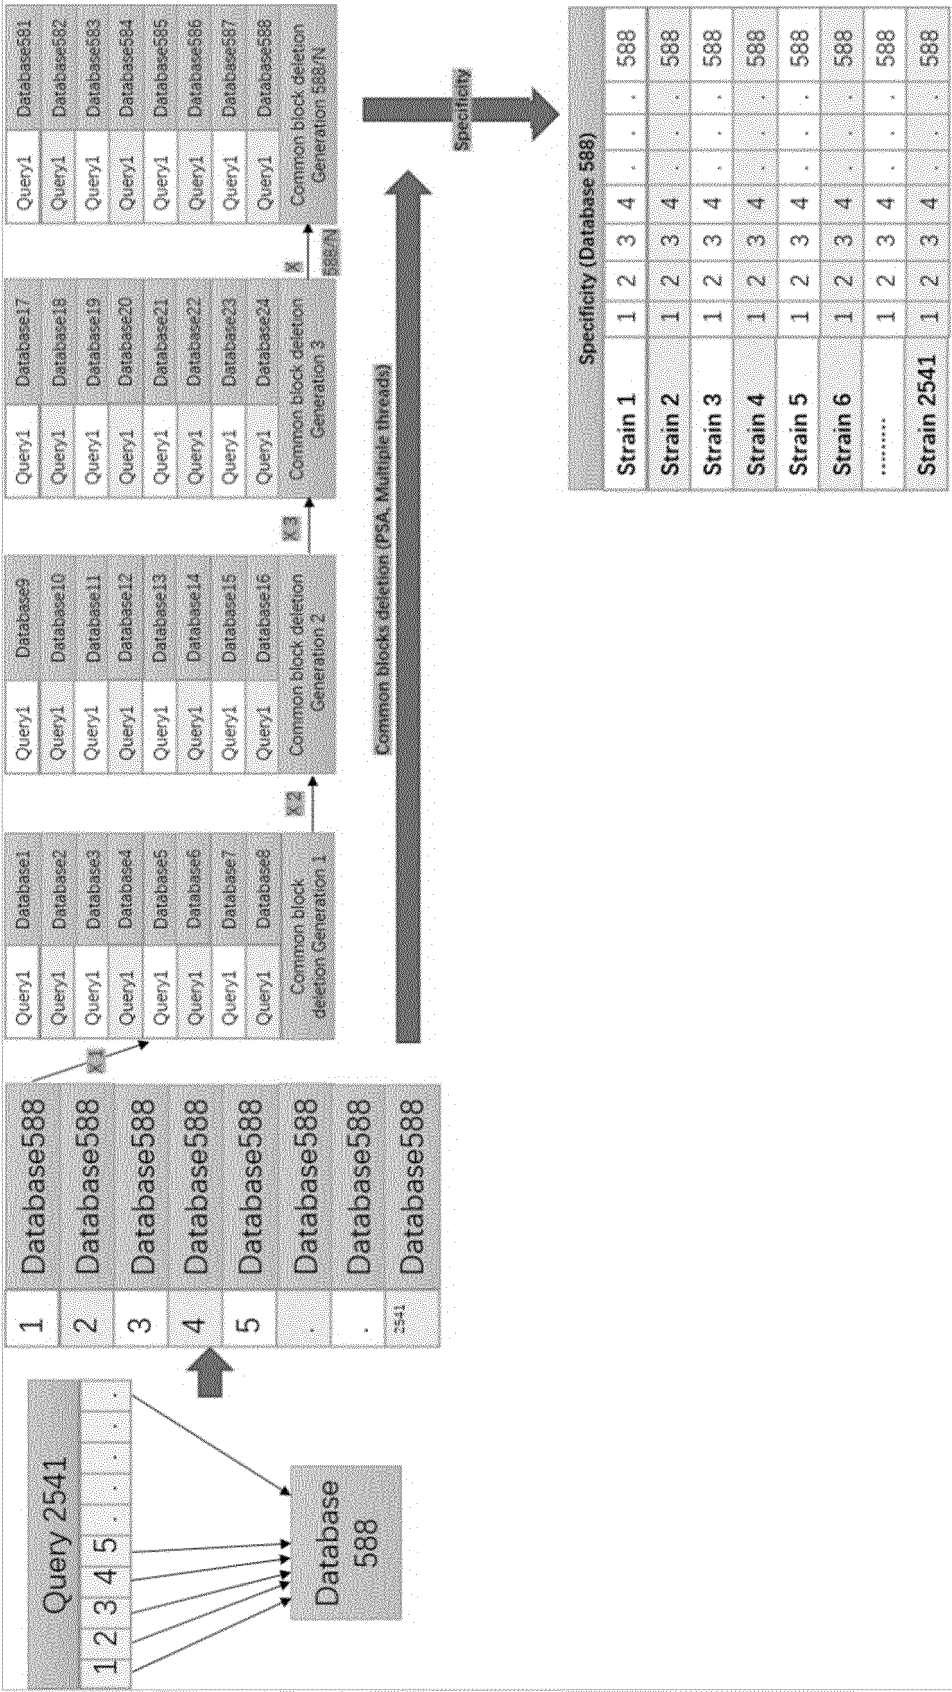 Query 2541
1 2 3 4 5 . . . . .
Database
588
1 Database588
2 Database588
3 Database588
4 Database588
5 Database588
. Database588
. Database588
2541 Database588
X 1
Query1 Database1
Query1 Database2
Query1 Database3
Query1 Database4
Query1 Database5
Query1 Database6
Query1 Database7
Query1 Database8
Common block
deletion Generation 1
X 2
Query1 Database9
Query1 Database10
Query1 Database11
Query1 Database12
Query1 Database13
Query1 Database14
Query1 Database15
Query1 Database16
Common block deletion
Generation 2
X 3
Query1 Database17
Query1 Database18
Query1 Database19
Query1 Database20
Query1 Database21
Query1 Database22
Query1 Database23
Query1 Database24
Common block deletion
Generation 3
X
588/N
Query1 Database581
Query1 Database582
Query1 Database583
Query1 Database584
Query1 Database585
Query1 Database586
Query1 Database587
Query1 Database588
Common block deletion
Generation 588/N
Common blocks deletion (PSA, Multiple threads)
Specificity
Specificity (Database 588)
Strain 1 1 2 3 4 . . . 588
Strain 2 1 2 3 4 . . . 588
Strain 3 1 2 3 4 . . . 588
Strain 4 1 2 3 4 . . . 588
Strain 5 1 2 3 4 . . . 588
Strain 6 1 2 3 4 . . . 588
......... 1 2 3 4 . . . 588
Strain 2541 1 2 3 4 . . . 588